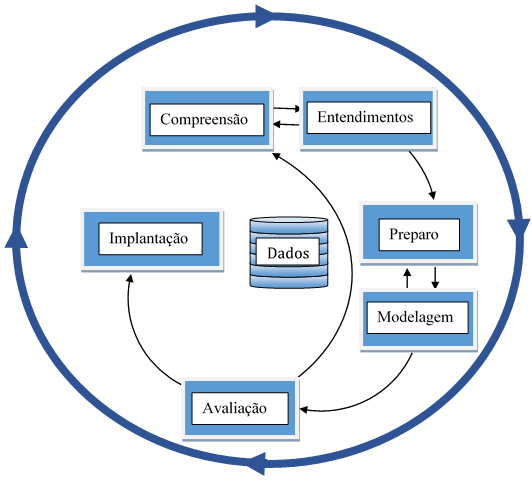 Compreensão
Entendimentos
Implantação
Dados
Preparo
Modelagem
Avaliação